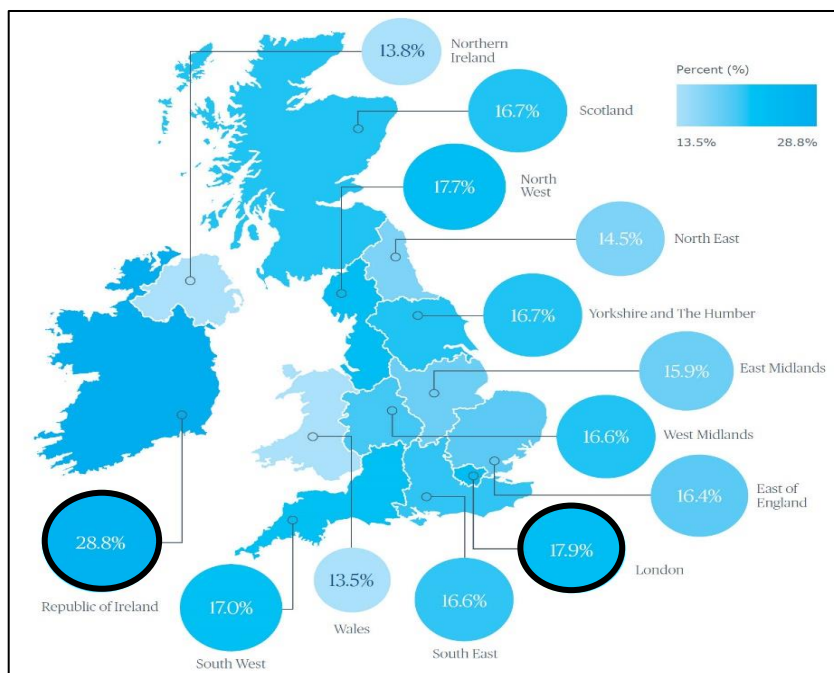 13.8%
Northern
Ireland
Percent (%)
13.5%
28.8%
16.7%
Scotland
17.7%
North
West
14.5%
North East
16.7%
Yorkshire and The Humber
15.9%
East Midlands
16.6%
West Midlands
16.4%
East of
England
28.8%
Republic of Ireland
17.0%
South West
13.5%
Wales
16.6%
South East
17.9%
London